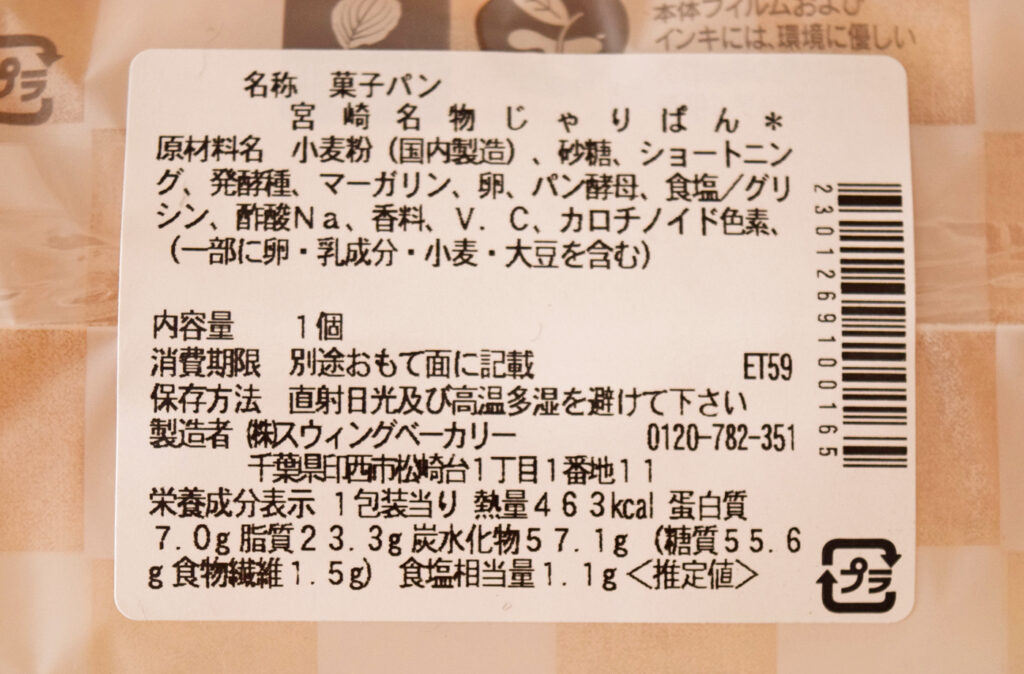 本体フィルムおよび
インキには、環境に優しい
プラ
名称 菓子パン
宮崎名物じゃりぱん*
原材料名 小麦粉（国内製造）、砂糖、ショートニン
グ、発酵種、マーガリン、卵、パン酵母、食塩／グリ
シン、酢酸Ｎａ、香料、Ｖ．Ｃ、カロチノイド色素、
（一部に卵・乳成分・小麦・大豆を含む）
内容量 １個
消費期限 別途おもて面に記載 ET59
保存方法 直射日光及び高温多湿を避けて下さい
製造者 ㈱スウィングベーカリー 0120-782-351
千葉県印西市松崎台１丁目１番地１１
栄養成分表示 １包装当り 熱量４６３kcal 蛋白質
７．０g 脂質２３．３g 炭水化物５７．１g （糖質５５．６
g 食物繊維１．５g） 食塩相当量１．１g＜推定値＞
2301269100165
プラ